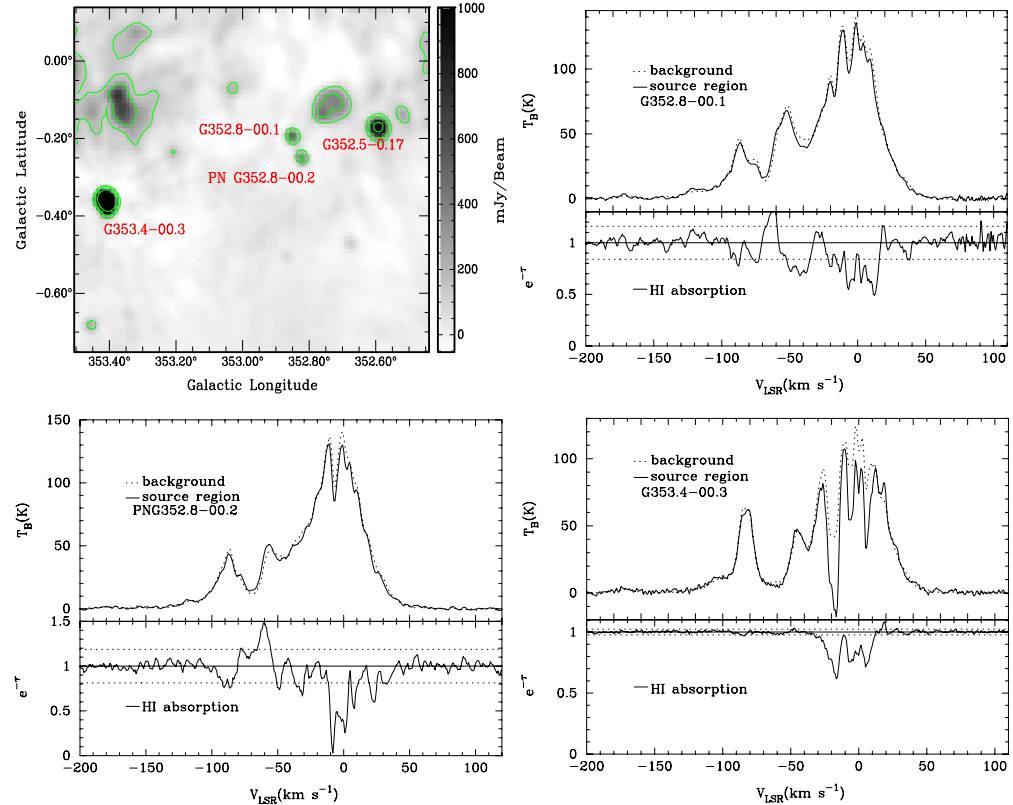 0.00°
−0.20°
−0.40°
−0.60°
Galactic Latitude
353.40°
353.20°
353.00°
352.80°
352.60°
Galactic Longitude
G352.8−00.1
G352.5−0.17
PN G352.8−00.2
G353.4−00.3
1000
800
600
400
200
0
mJy/Beam
100
50
0
T_B(K)
background
source region
G352.8−00.1
1
0.5
0
e^−τ
HI absorption
−200
−150
−100
−50
0
50
100
V_LSR(km s^−1)
150
100
50
0
T_B(K)
background
source region
PNG352.8−00.2
1.5
1
0.5
0
e^−τ
HI absorption
−200
−150
−100
−50
0
50
100
V_LSR(km s^−1)
100
50
0
T_B(K)
background
source region
G353.4−00.3
1
0.5
0
e^−τ
HI absorption
−200
−150
−100
−50
0
50
100
V_LSR(km s^−1)